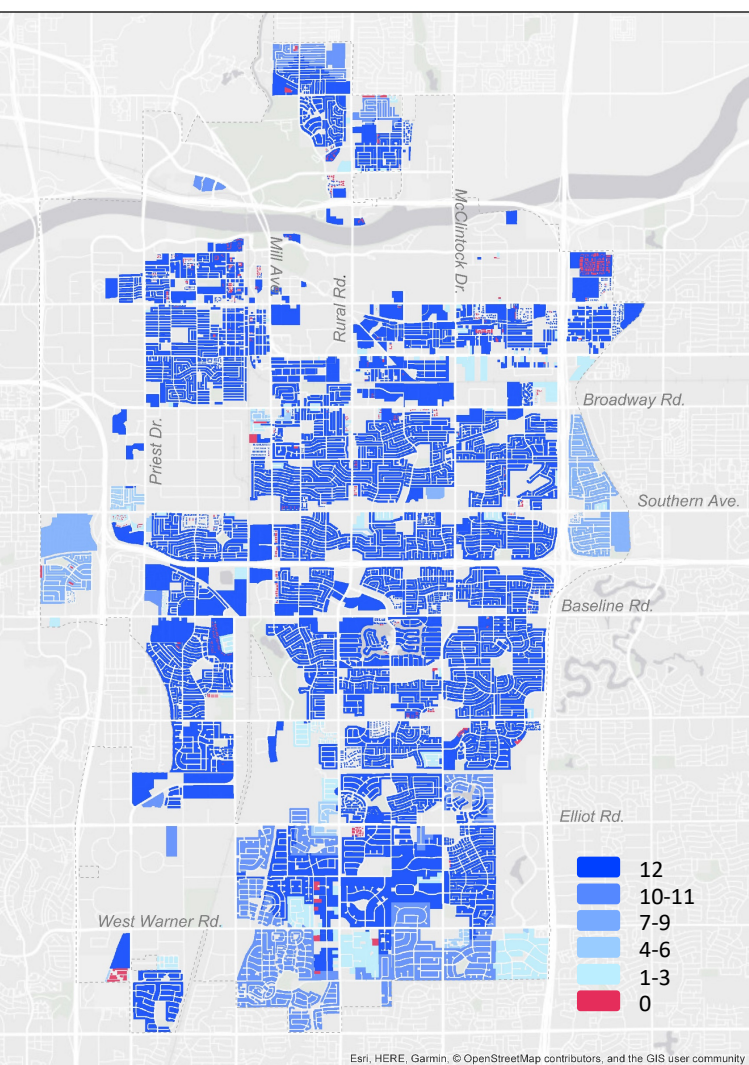 McClintock Dr.
Mill Ave.
Rural Rd.
Broadway Rd.
Priest Dr.
Southern Ave.
Baseline Rd.
Elliot Rd.
12
10-11
West Warner Rd.
7-9
4-6
1-3
0
Esri, HERE, Garmin, © OpenStreetMap contributors, and the GIS user community